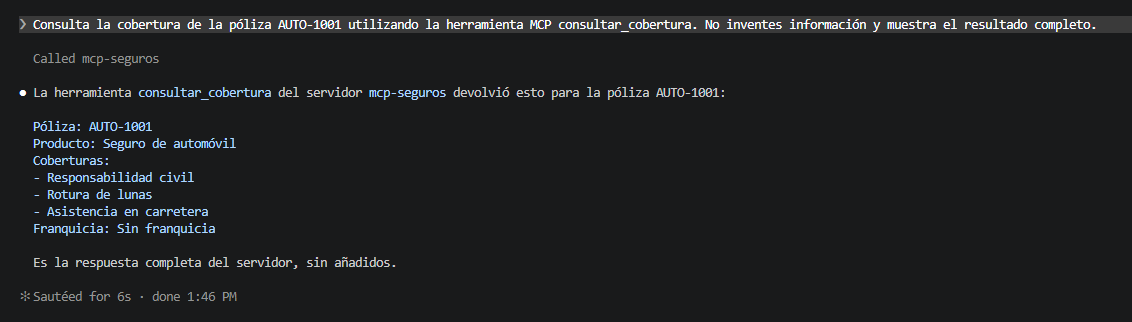 ❯ Consulta la cobertura de la póliza AUTO-1001 utilizando la herramienta MCP consultar_cobertura. No inventes información y muestra el resultado completo.
Called mcp-seguros
● La herramienta consultar_cobertura del servidor mcp-seguros devolvió esto para la póliza AUTO-1001:
Póliza: AUTO-1001
Producto: Seguro de automóvil
Coberturas:
- Responsabilidad civil
- Rotura de lunas
- Asistencia en carretera
Franquicia: Sin franquicia
Es la respuesta completa del servidor, sin añadidos.
✻ Sautéed for 6s · done 1:46 PM